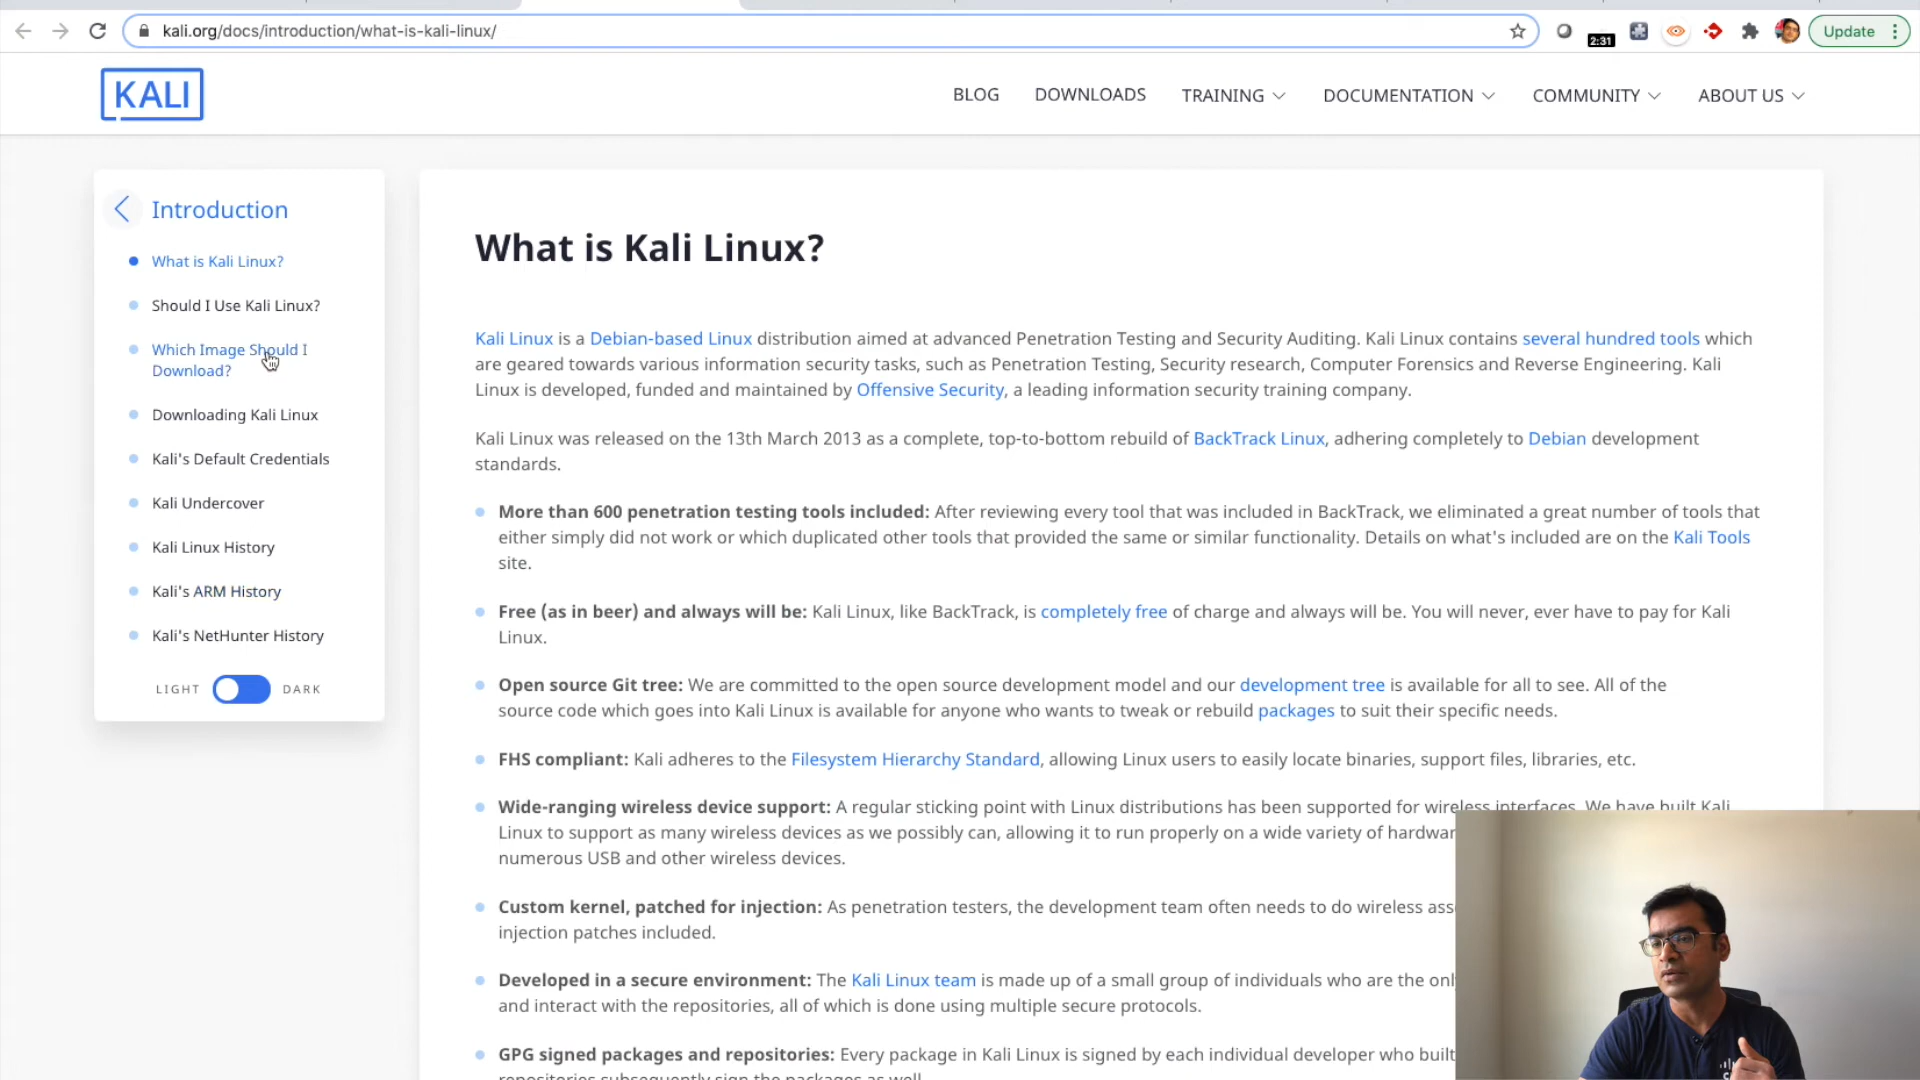 kali.org/docs/introduction/what-is-kali-linux/
2:31
Update
KALI
BLOG
DOWNLOADS
TRAINING
DOCUMENTATION
COMMUNITY
ABOUT US
Introduction
What is Kali Linux?
Should I Use Kali Linux?
Which Image Should I
Download?
Downloading Kali Linux
Kali's Default Credentials
Kali Undercover
Kali Linux History
Kali's ARM History
Kali's NetHunter History
LIGHT
DARK
What is Kali Linux?
Kali Linux is a Debian-based Linux distribution aimed at advanced Penetration Testing and Security Auditing. Kali Linux contains several hundred tools which
are geared towards various information security tasks, such as Penetration Testing, Security research, Computer Forensics and Reverse Engineering. Kali
Linux is developed, funded and maintained by Offensive Security, a leading information security training company.
Kali Linux was released on the 13th March 2013 as a complete, top-to-bottom rebuild of BackTrack Linux, adhering completely to Debian development
standards.
More than 600 penetration testing tools included: After reviewing every tool that was included in BackTrack, we eliminated a great number of tools that
either simply did not work or which duplicated other tools that provided the same or similar functionality. Details on what's included are on the Kali Tools
site.
Free (as in beer) and always will be: Kali Linux, like BackTrack, is completely free of charge and always will be. You will never, ever have to pay for Kali
Linux.
Open source Git tree: We are committed to the open source development model and our development tree is available for all to see. All of the
source code which goes into Kali Linux is available for anyone who wants to tweak or rebuild packages to suit their specific needs.
FHS compliant: Kali adheres to the Filesystem Hierarchy Standard, allowing Linux users to easily locate binaries, support files, libraries, etc.
Wide-ranging wireless device support: A regular sticking point with Linux distributions has been supported for wireless interfaces. We have built Kali
Linux to support as many wireless devices as we possibly can, allowing it to run properly on a wide variety of hardwar
numerous USB and other wireless devices.
Custom kernel, patched for injection: As penetration testers, the development team often needs to do wireless ass
injection patches included.
Developed in a secure environment: The Kali Linux team is made up of a small group of individuals who are the onl
and interact with the repositories, all of which is done using multiple secure protocols.
GPG signed packages and repositories: Every package in Kali Linux is signed by each individual developer who built
repositories subsequently sign the packages as well.